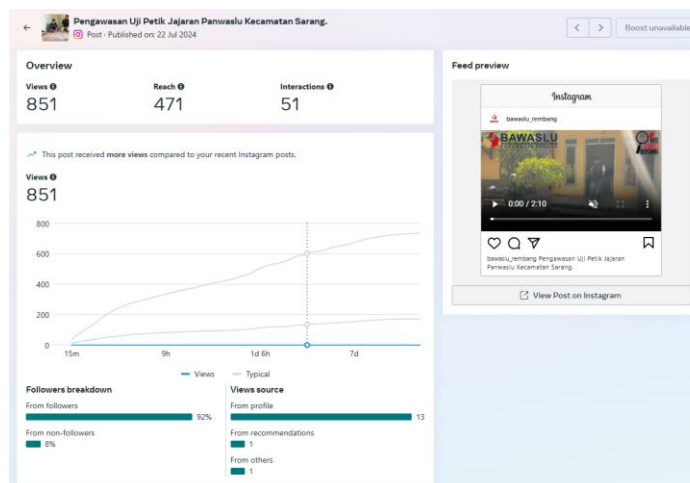 Pengawasan Uji Petik Jajaran Panwaslu Kecamatan Sarang.
Post · Published on: 22 Jul 2024
Boost unavailable
Overview
Views
Reach
Interactions
851
471
51
This post received more views compared to your recent Instagram posts.
Views
851
800
600
400
200
0
15m
9h
1d 6h
7d
Views
Typical
Followers breakdown
From followers
92%
From non-followers
8%
Views source
From profile
13
From recommendations
1
From others
1
Feed preview
Instagram
bawaslu_rembang
BAWASLU
0:00 / 2:10
bawaslu_rembang Pengawasan Uji Petik Jajaran
Panwaslu Kecamatan Sarang.
View Post on Instagram